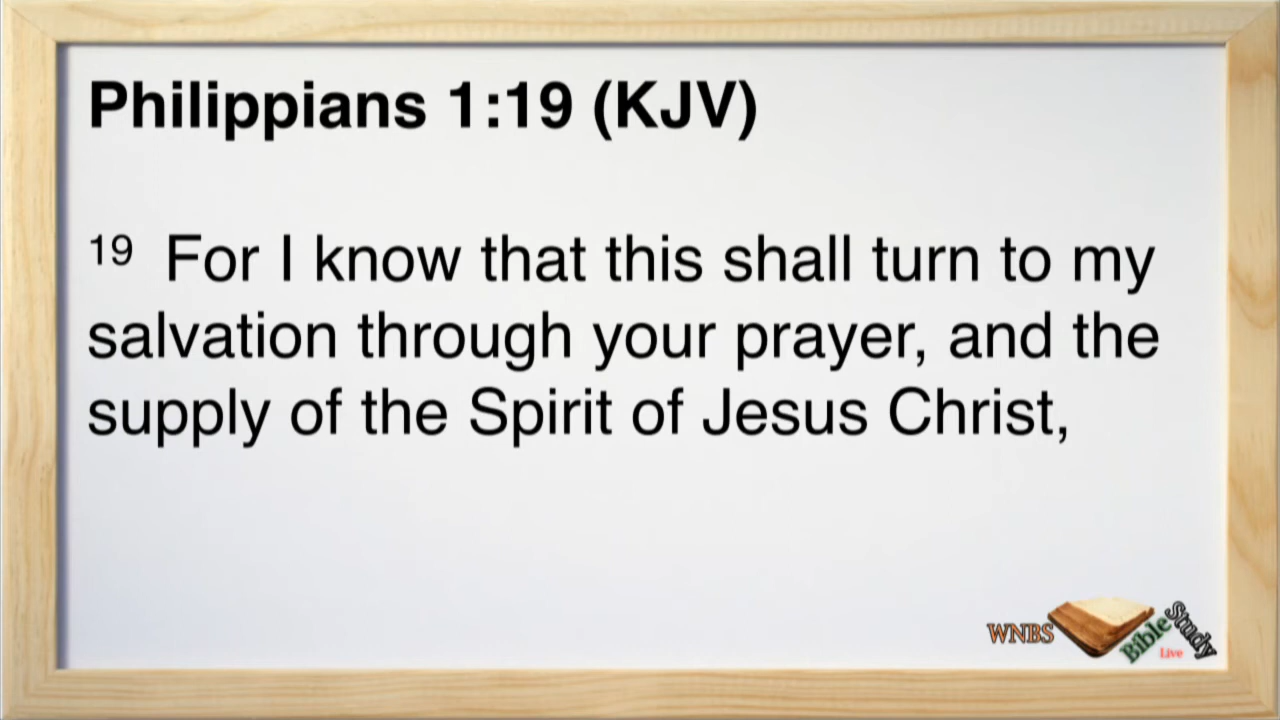 Philippians 1:19 (KJV)
19 For I know that this shall turn to my
salvation through your prayer, and the
supply of the Spirit of Jesus Christ,
WNBS
Bible
Study
Live